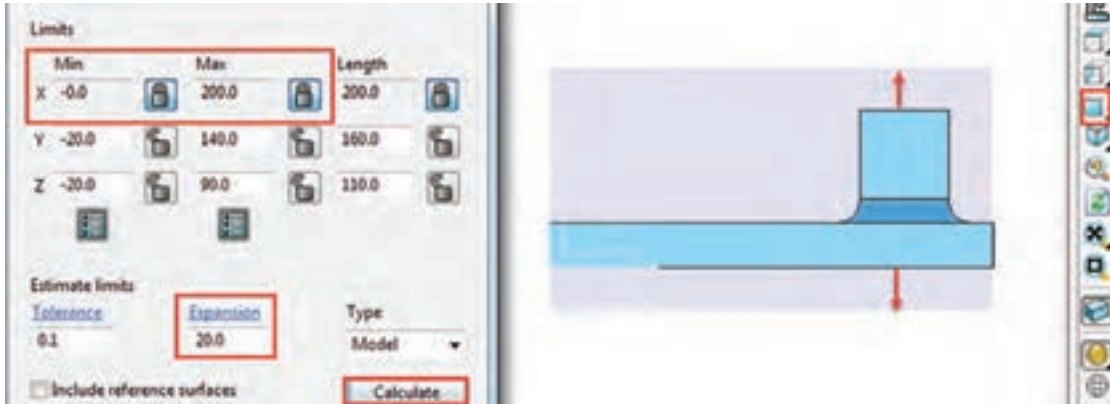 Limits
Min Max Length
X -0.0 200.0 200.0
Y -20.0 140.0 160.0
Z -20.0 90.0 110.0
Estimate limits
Tolerance Expansion Type
0.1 20.0 Model
Include reference surfaces Calculate